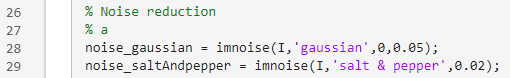 26 % Noise reduction
27 % a
28 noise_gaussian = imnoise(I,'gaussian',0,0.05);
29 noise_saltAndpepper = imnoise(I,'salt & pepper',0.02);